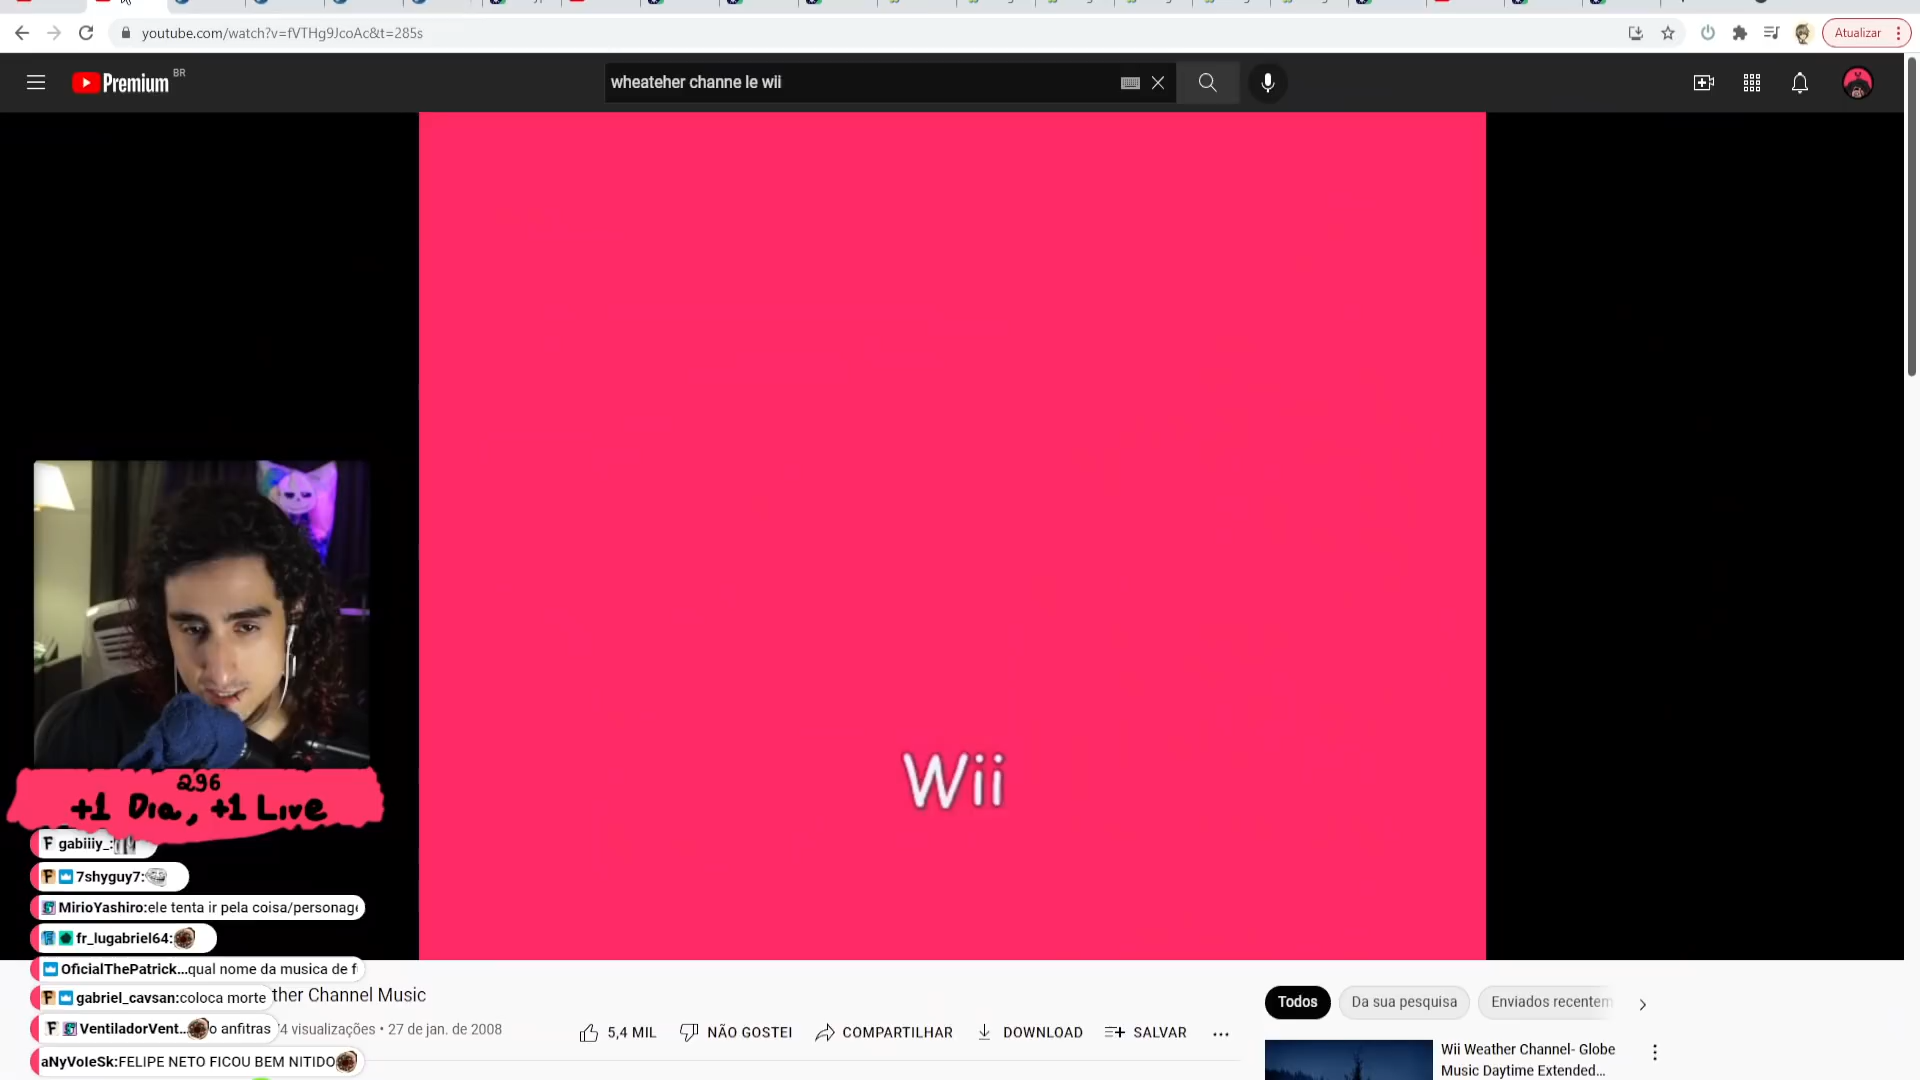 youtube.com/watch?v=fVTHg9JcoAc&t=285s
Atualizar
Premium BR
wheateher channe le wii
Wii
296
+1 Dia, +1 Live
gabiiiy_:
7shyguy7:
MirioYashiro:ele tenta ir pela coisa/personage
fr_lugabriel64:
OficialThePatrick...qual nome da musica de f
gabriel_cavsan:coloca morte
VentiladorVent...o anfitras
aNyVoIeSk:FELIPE NETO FICOU BEM NITIDO
ther Channel Music
4 visualizações • 27 de jan. de 2008
5,4 MIL
NÃO GOSTEI
COMPARTILHAR
DOWNLOAD
SALVAR
Todos
Da sua pesquisa
Enviados recentem
Wii Weather Channel- Globe
Music Daytime Extended...